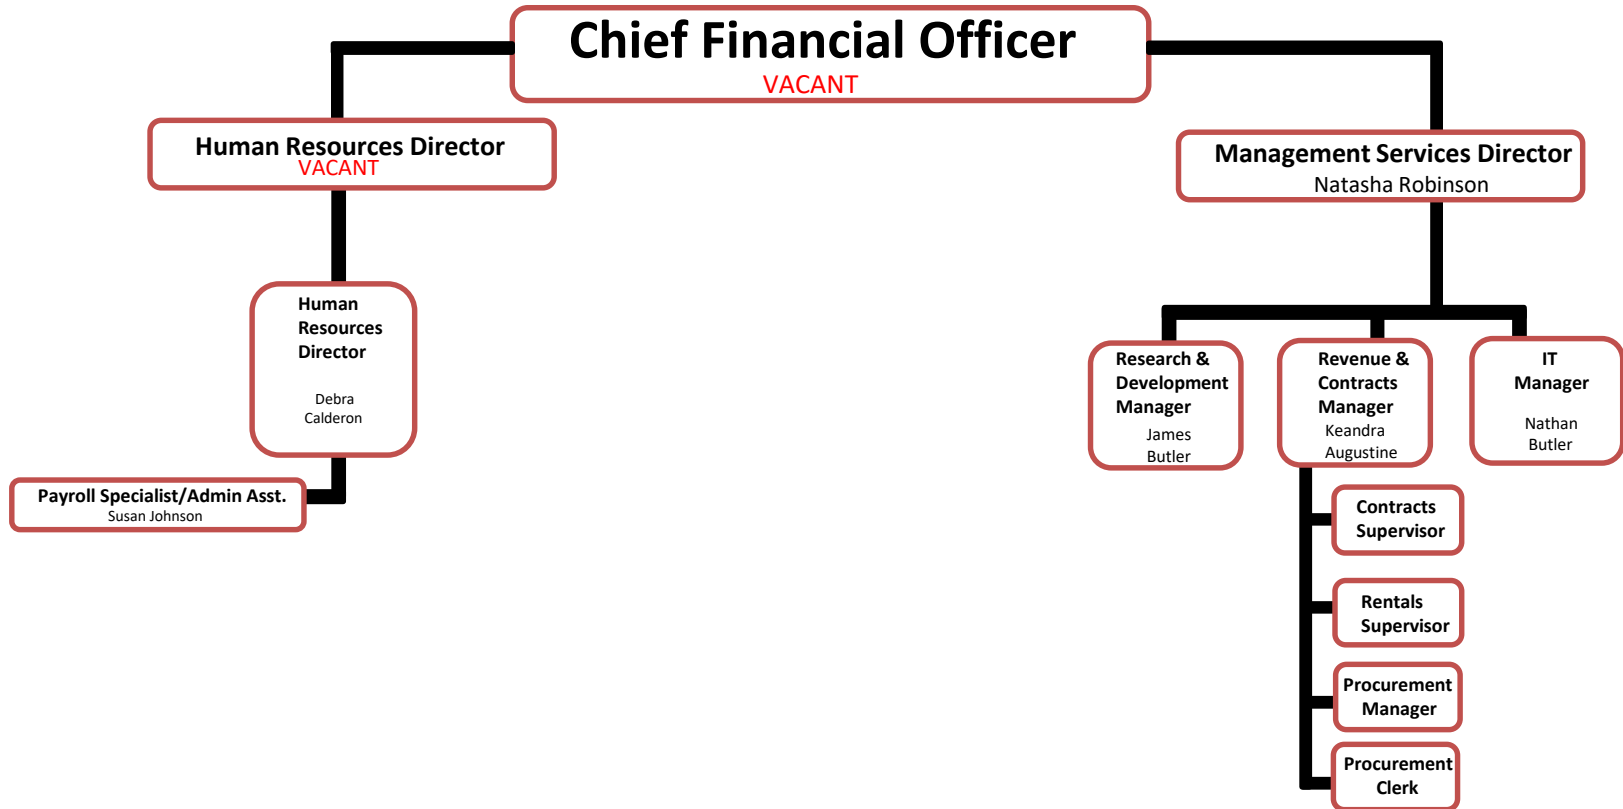 Chief Financial Officer
VACANT
Human Resources Director
VACANT
Management Services Director
Natasha Robinson
Human
Resources
Director
Debra
Calderon
Payroll Specialist/Admin Asst.
Susan Johnson
Research &
Development
Manager
James
Butler
Revenue &
Contracts
Manager
Keandra
Augustine
IT
Manager
Nathan
Butler
Contracts
Supervisor
Rentals
Supervisor
Procurement
Manager
Procurement
Clerk